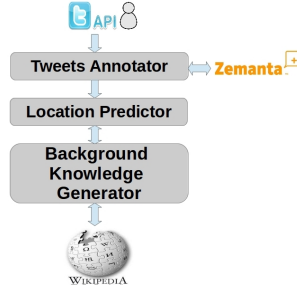 API
Tweets Annotator
Zemanta
Location Predictor
Background
Knowledge
Generator
WIKIPEDIA